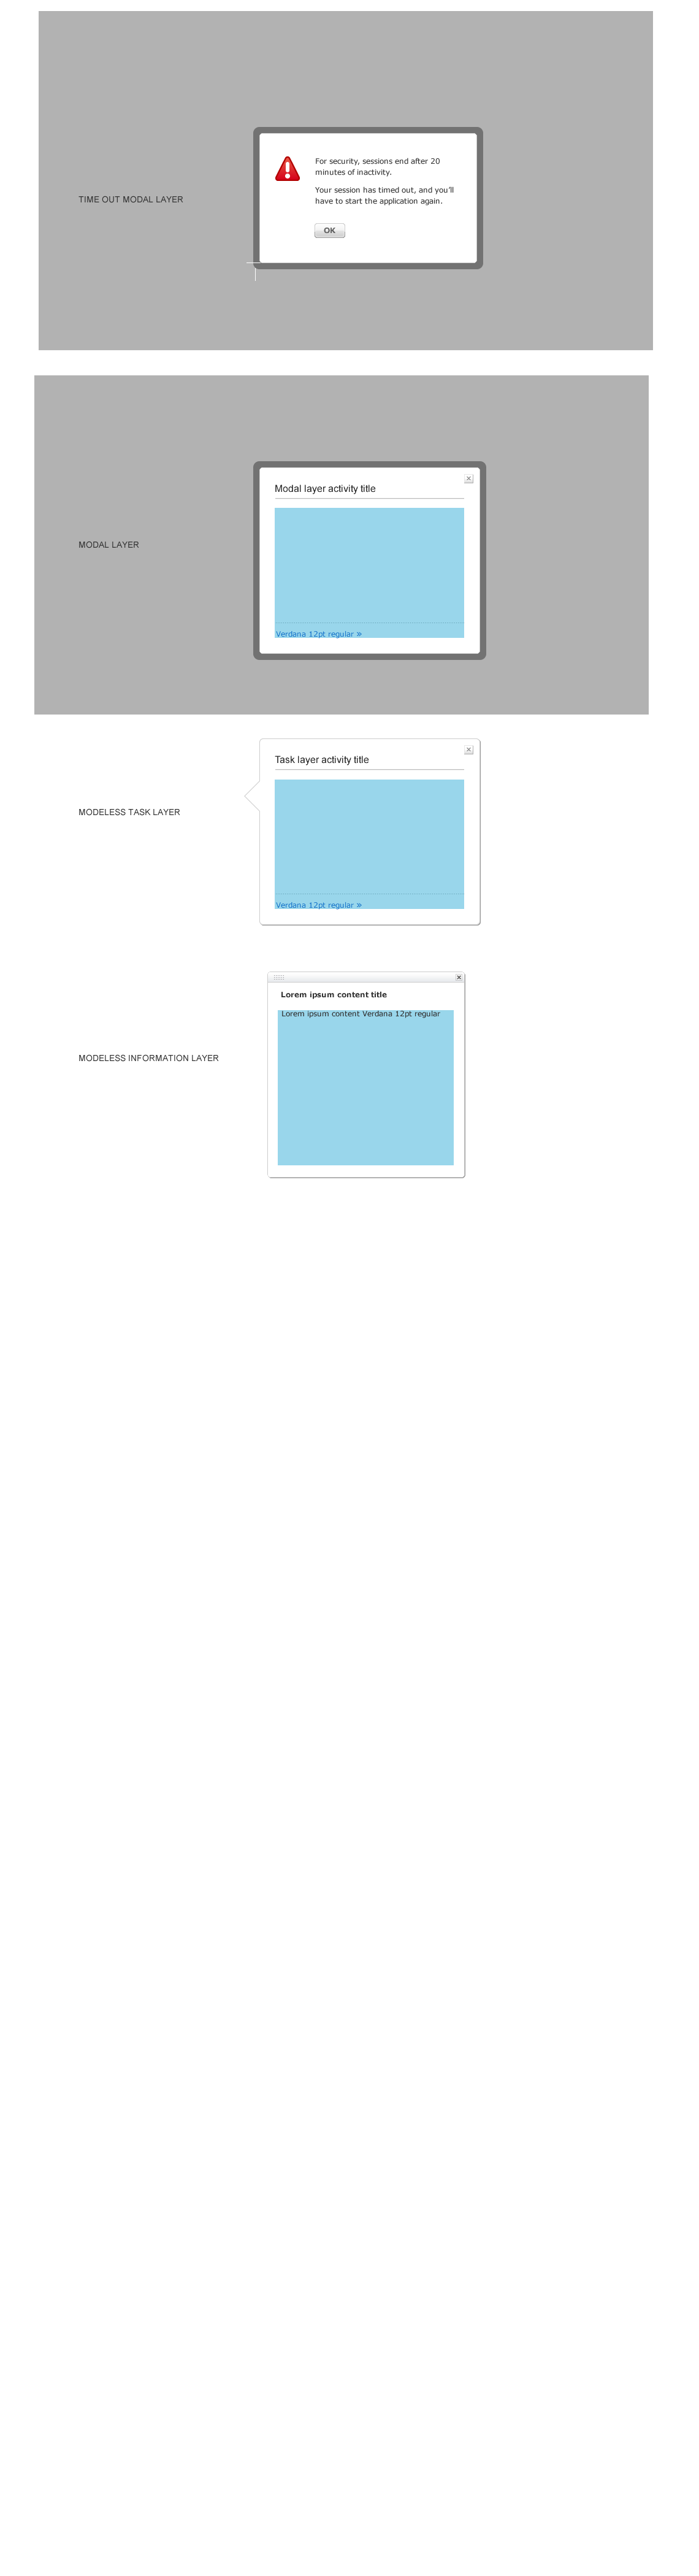 For security, sessions end after 20
minutes of inactivity.
Your session has timed out, and you'll
have to start the application again.
TIME OUT MODAL LAYER
OK
Modal layer activity title
MODAL LAYER
Verdana 12pt regular »
Task layer activity title
MODELESS TASK LAYER
Verdana 12pt regular »
Lorem ipsum content title
Lorem ipsum content Verdana 12pt regular
MODELESS INFORMATION LAYER